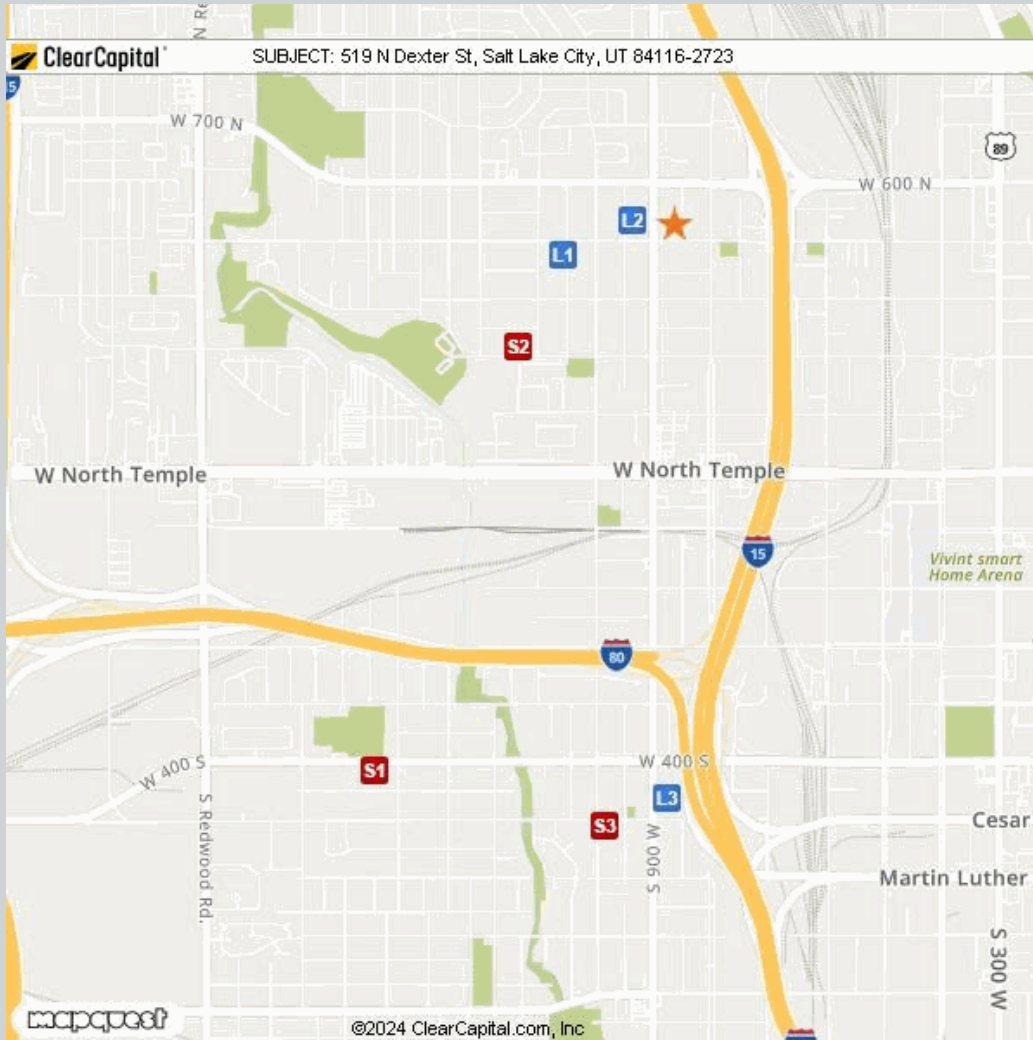 N Re
ClearCapital
SUBJECT: 519 N Dexter St, Salt Lake City, UT 84116-2723
5
W 700 N
89
W 600 N
L2
L1
S2
W North Temple
W North Temple
15
Vivint smart
Home Arena
80
W 400 S
S1
W 400 S
L3
S3
Cesar
S Redwood Rd.
W 900 S
Martin Luther
S 300 W
mapquest
©2024 ClearCapital.com, Inc